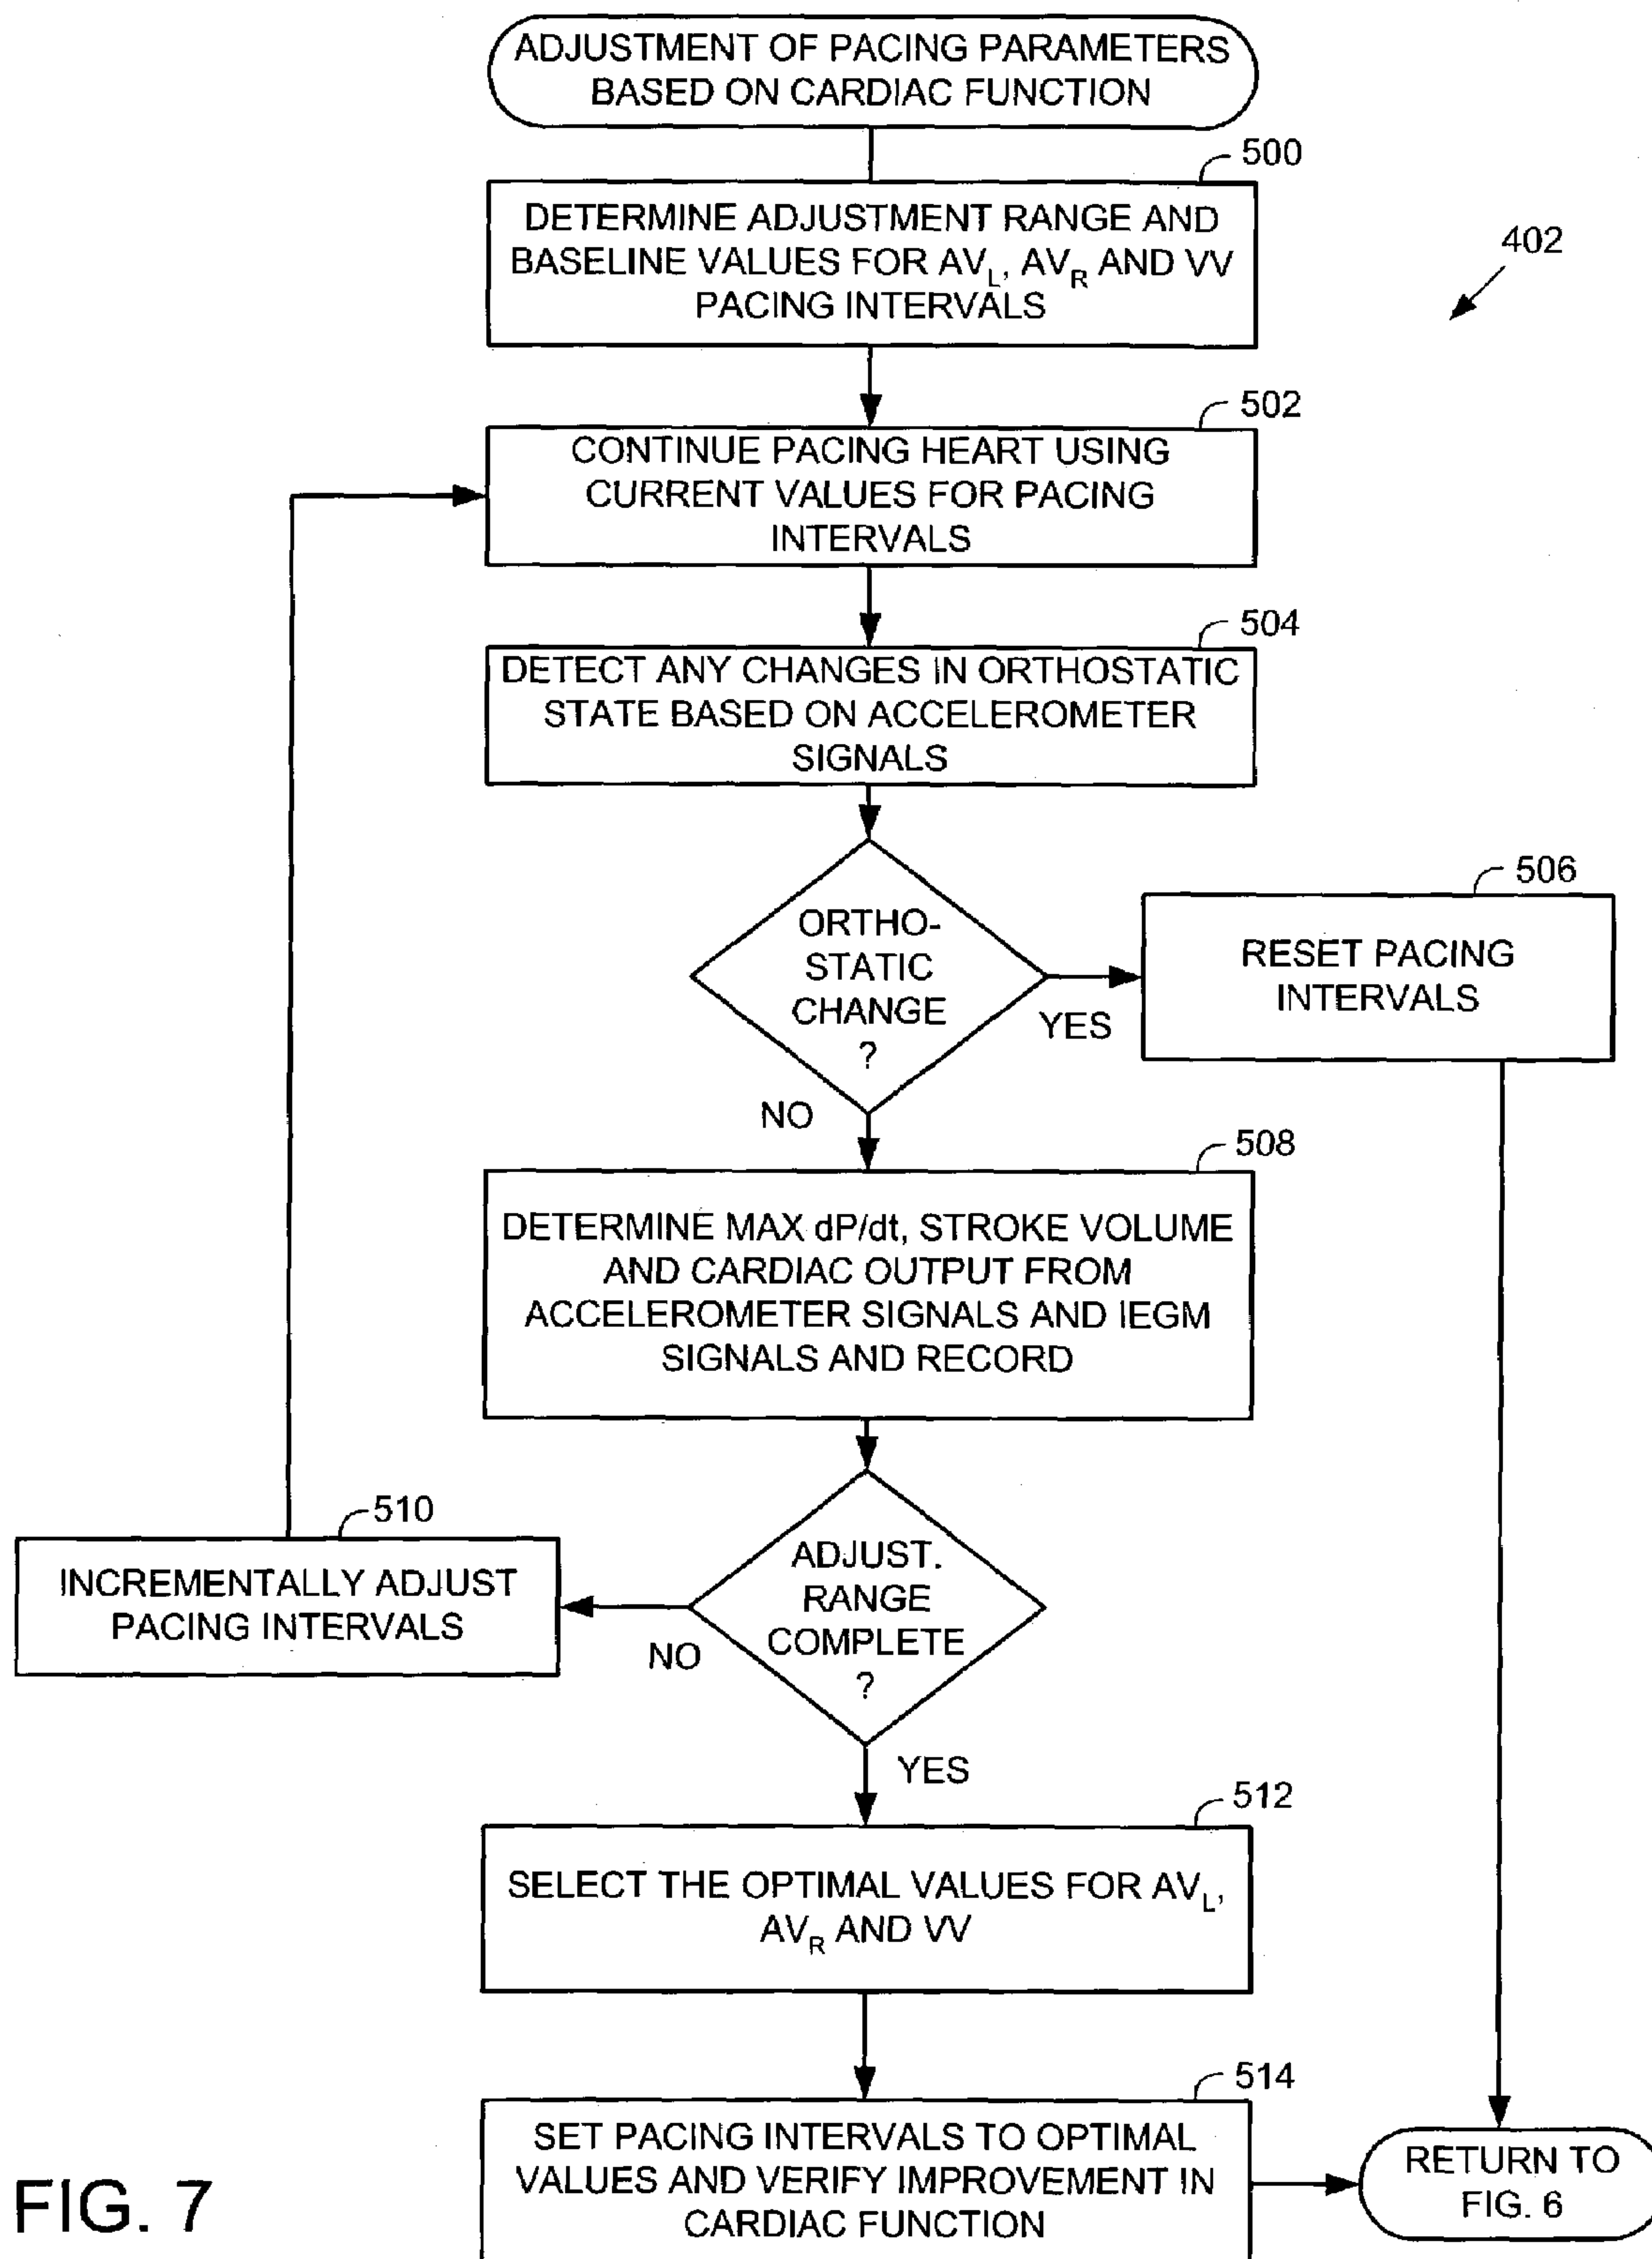 ADJUSTMENT OF PACING PARAMETERS
BASED ON CARDIAC FUNCTION
500
DETERMINE ADJUSTMENT RANGE AND
BASELINE VALUES FOR AVL, AVR AND VV
PACING INTERVALS
402
502
CONTINUE PACING HEART USING
CURRENT VALUES FOR PACING
INTERVALS
504
DETECT ANY CHANGES IN ORTHOSTATIC
STATE BASED ON ACCELEROMETER
SIGNALS
ORTHO-
STATIC
CHANGE
?
YES
506
RESET PACING
INTERVALS
NO
508
DETERMINE MAX dP/dt, STROKE VOLUME
AND CARDIAC OUTPUT FROM
ACCELEROMETER SIGNALS AND IEGM
SIGNALS AND RECORD
510
INCREMENTALLY ADJUST
PACING INTERVALS
ADJUST.
RANGE
COMPLETE
?
NO
YES
512
SELECT THE OPTIMAL VALUES FOR AVL,
AVR AND VV
514
SET PACING INTERVALS TO OPTIMAL
VALUES AND VERIFY IMPROVEMENT IN
CARDIAC FUNCTION
RETURN TO
FIG. 6
FIG. 7